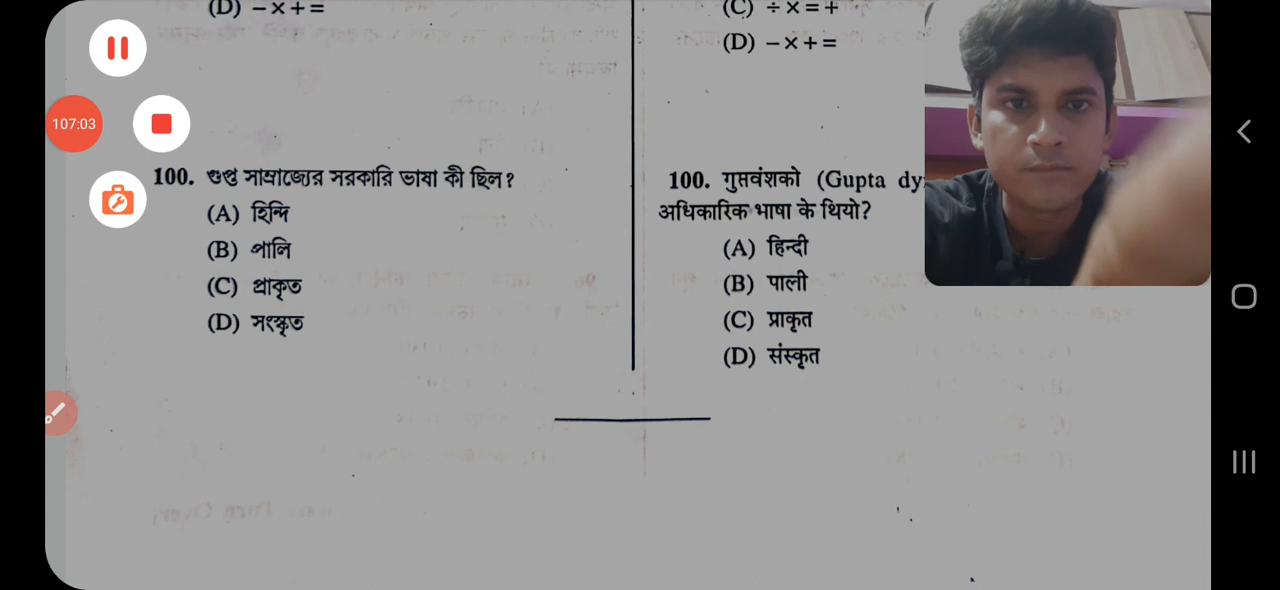 (D) – × + =
107:03
100. গুপ্ত সাম্রাজ্যের সরকারি ভাষা কী ছিল?
(A) হিন্দি
(B) পালি
(C) প্রাকৃত
(D) সংস্কৃত
(C) ÷ × = +
(D) – × + =
100. गुप्तवंशको (Gupta dy
अधिकारिक भाषा के थियो?
(A) हिन्दी
(B) पाली
(C) प्राकृत
(D) संस्कृत